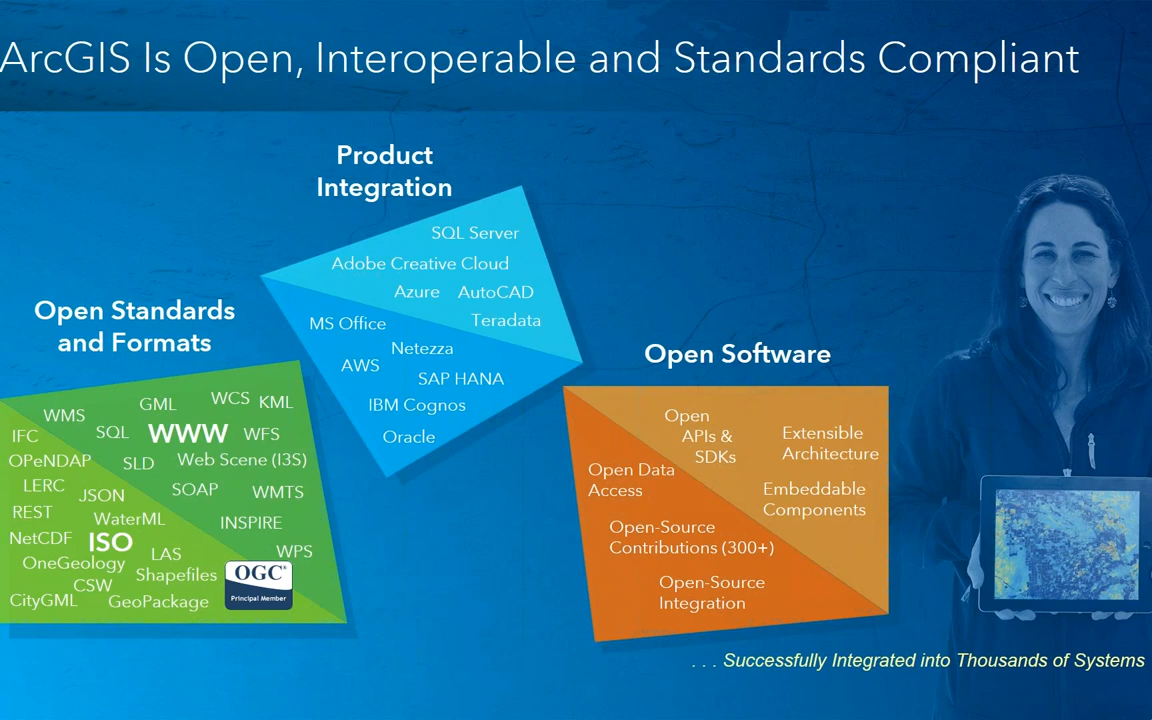 ArcGIS Is Open, Interoperable and Standards Compliant
Product
Integration
SQL Server
Adobe Creative Cloud
Azure AutoCAD
Teradata
MS Office
Netezza
AWS
SAP HANA
IBM Cognos
Oracle
Open Standards
and Formats
WCS KML
GML
WMS
SQL WWW WFS
IFC
OPeNDAP SLD Web Scene (I3S)
LERC JSON SOAP WMTS
REST WaterML INSPIRE
NetCDF ISO LAS WPS
OneGeology Shapefiles
CSW
CityGML GeoPackage
OGC®
Principal Member
Open Software
Open
APIs &
SDKs
Extensible
Architecture
Open Data
Access
Embeddable
Components
Open-Source
Contributions (300+)
Open-Source
Integration
. . . Successfully Integrated into Thousands of Systems